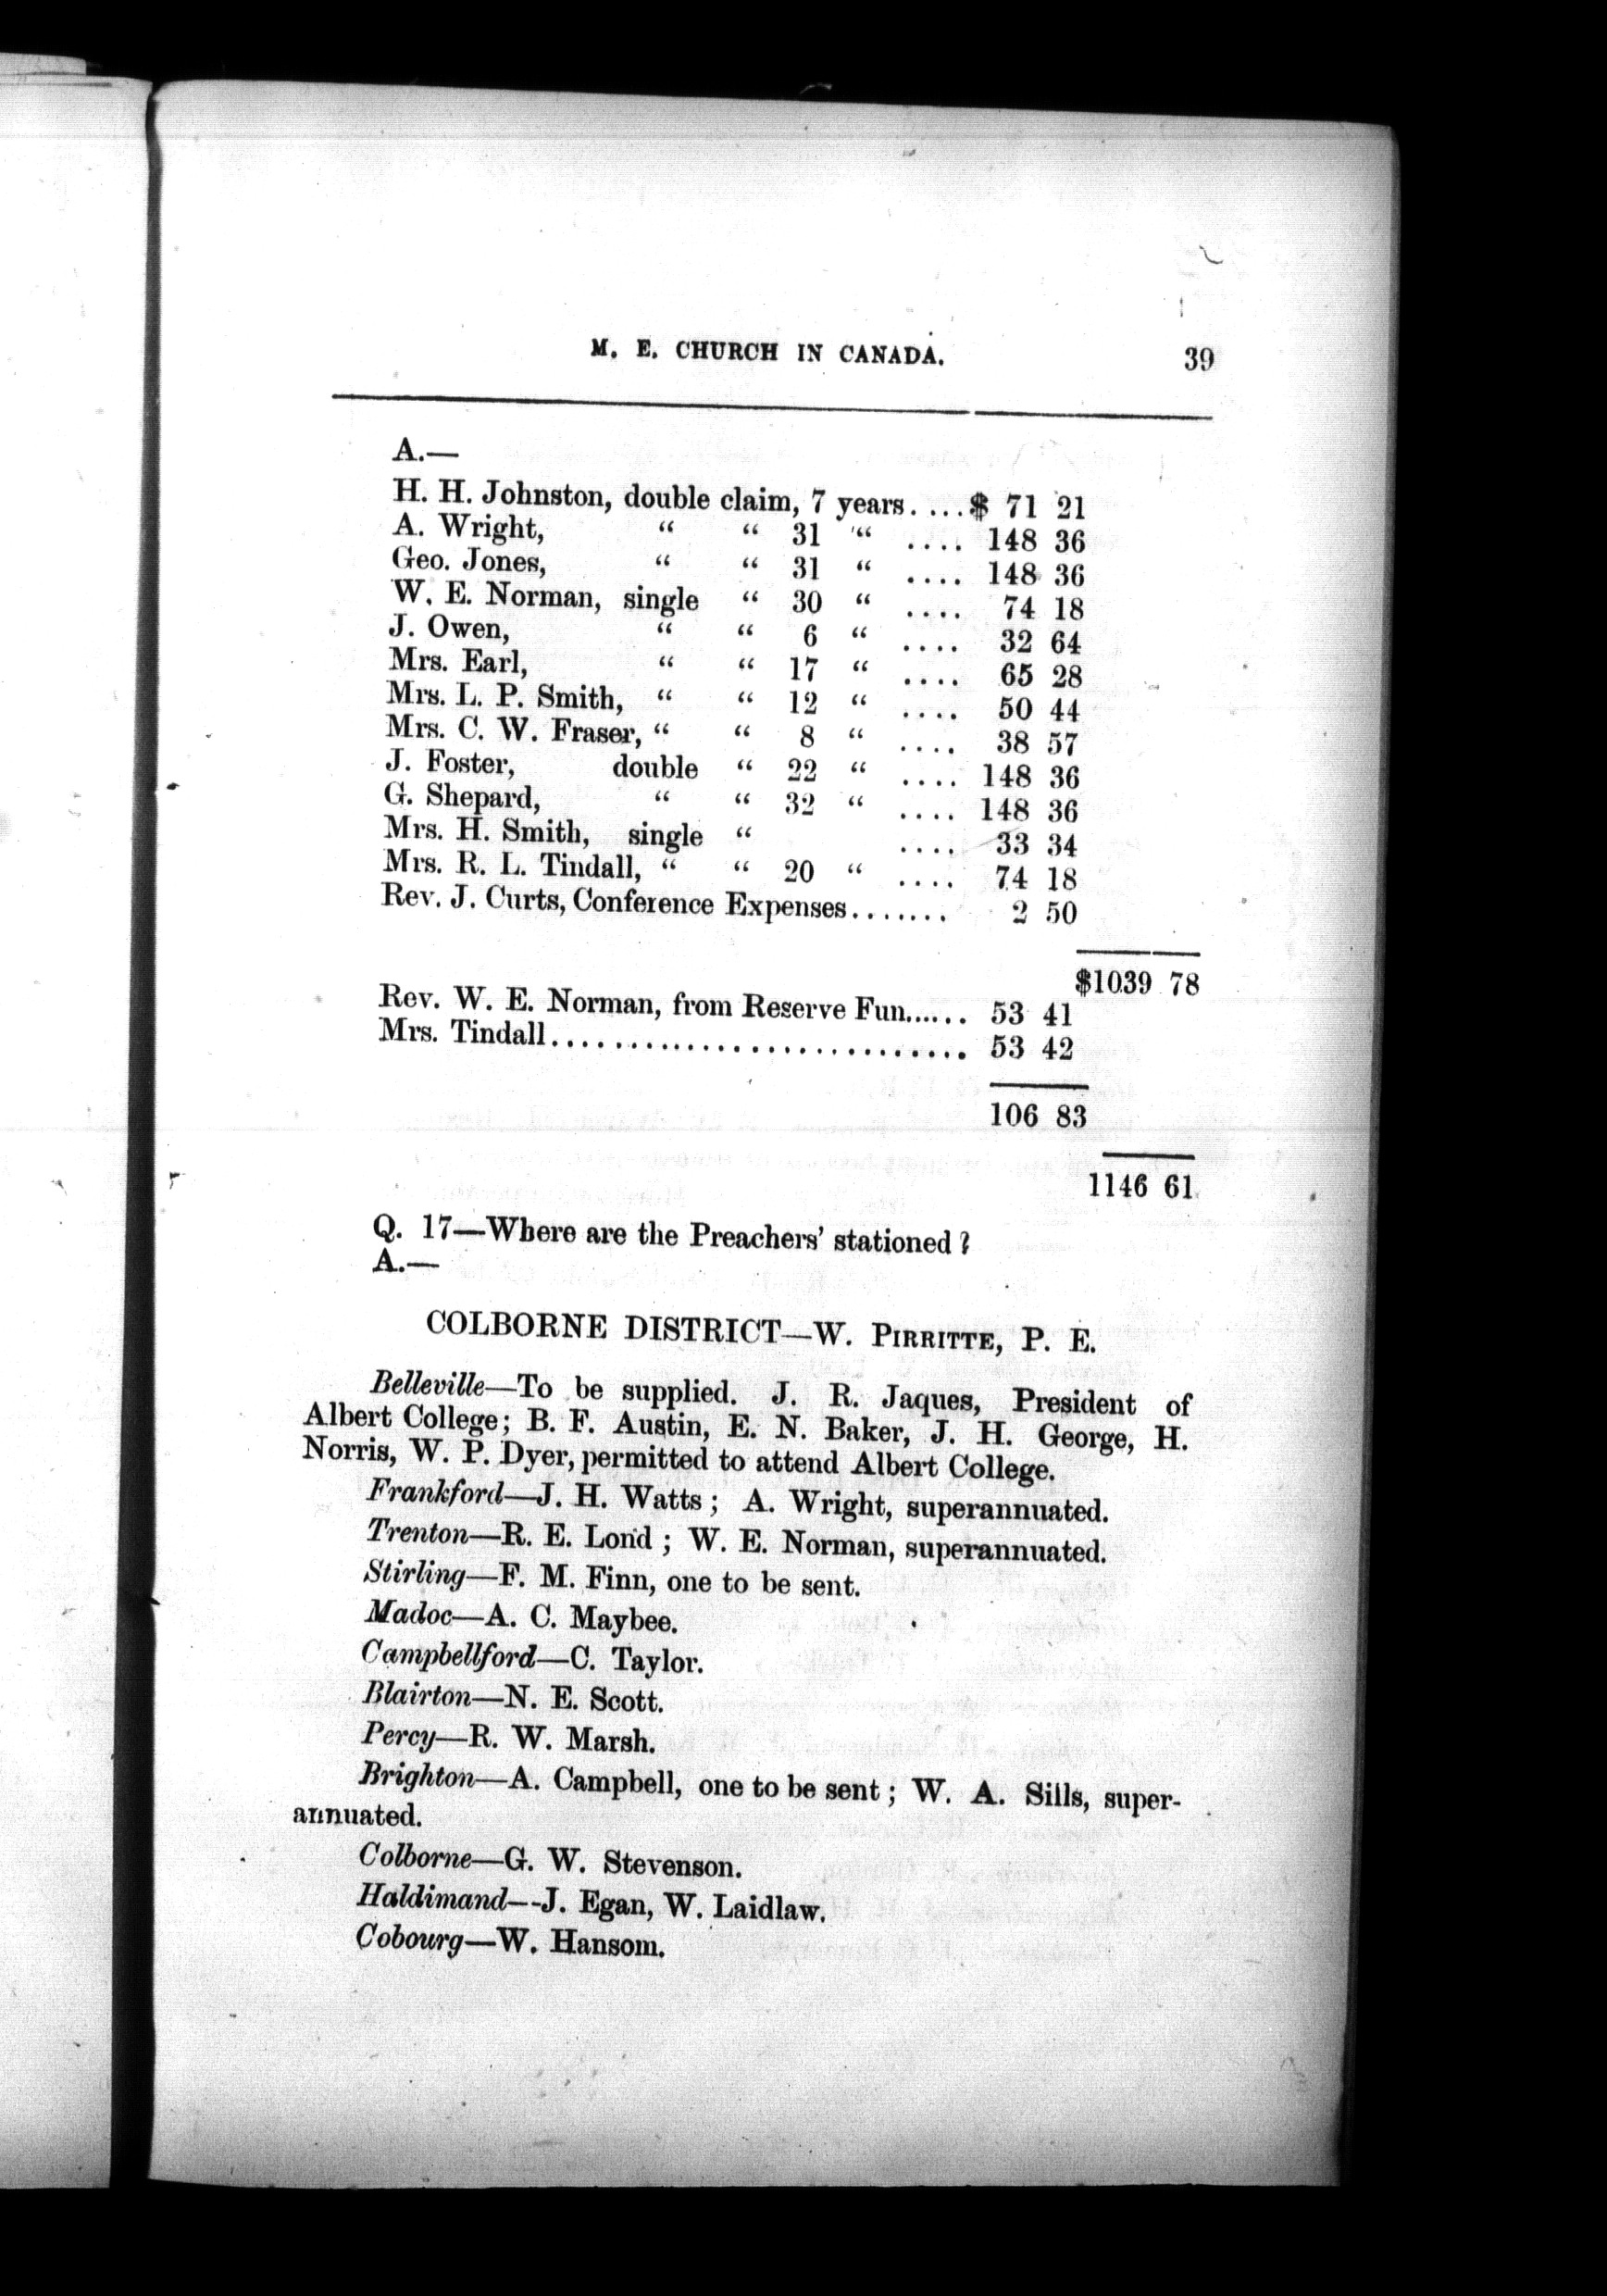 M. E. CHURCH IN CANADA. 39
A.—
H. H. Johnston, double claim, 7 years....$ 71 21
A. Wright, “ “ 31 “ .... 148 36
Geo. Jones, “ “ 31 “ .... 148 36
W. E. Norman, single “ 30 “ .... 74 18
J. Owen, “ “ 6 “ .... 32 64
Mrs. Earl, “ “ 17 “ .... 65 28
Mrs. L. P. Smith, “ “ 12 “ .... 50 44
Mrs. C. W. Fraser, “ “ 8 “ .... 38 57
J. Foster, double “ 22 “ .... 148 36
G. Shepard, “ “ 32 “ .... 148 36
Mrs. H. Smith, single “ .... 33 34
Mrs. R. L. Tindall, “ “ 20 “ .... 74 18
Rev. J. Curts, Conference Expenses....... 2 50
$1039 78
Rev. W. E. Norman, from Reserve Fun...... 53 41
Mrs. Tindall........................... 53 42
106 83
1146 61
Q. 17—Where are the Preachers’ stationed?
A.—
COLBORNE DISTRICT—W. PIRRITTE, P. E.
Belleville—To be supplied. J. R. Jaques, President of
Albert College; B. F. Austin, E. N. Baker, J. H. George, H.
Norris, W. P. Dyer, permitted to attend Albert College.
Frankford—J. H. Watts; A. Wright, superannuated.
Trenton—R. E. Lond; W. E. Norman, superannuated.
Stirling—F. M. Finn, one to be sent.
Madoc—A. C. Maybee.
Campbellford—C. Taylor.
Blairton—N. E. Scott.
Percy—R. W. Marsh.
Brighton—A. Campbell, one to be sent; W. A. Sills, super-
annuated.
Colborne—G. W. Stevenson.
Haldimand—J. Egan, W. Laidlaw.
Cobourg—W. Hansom.